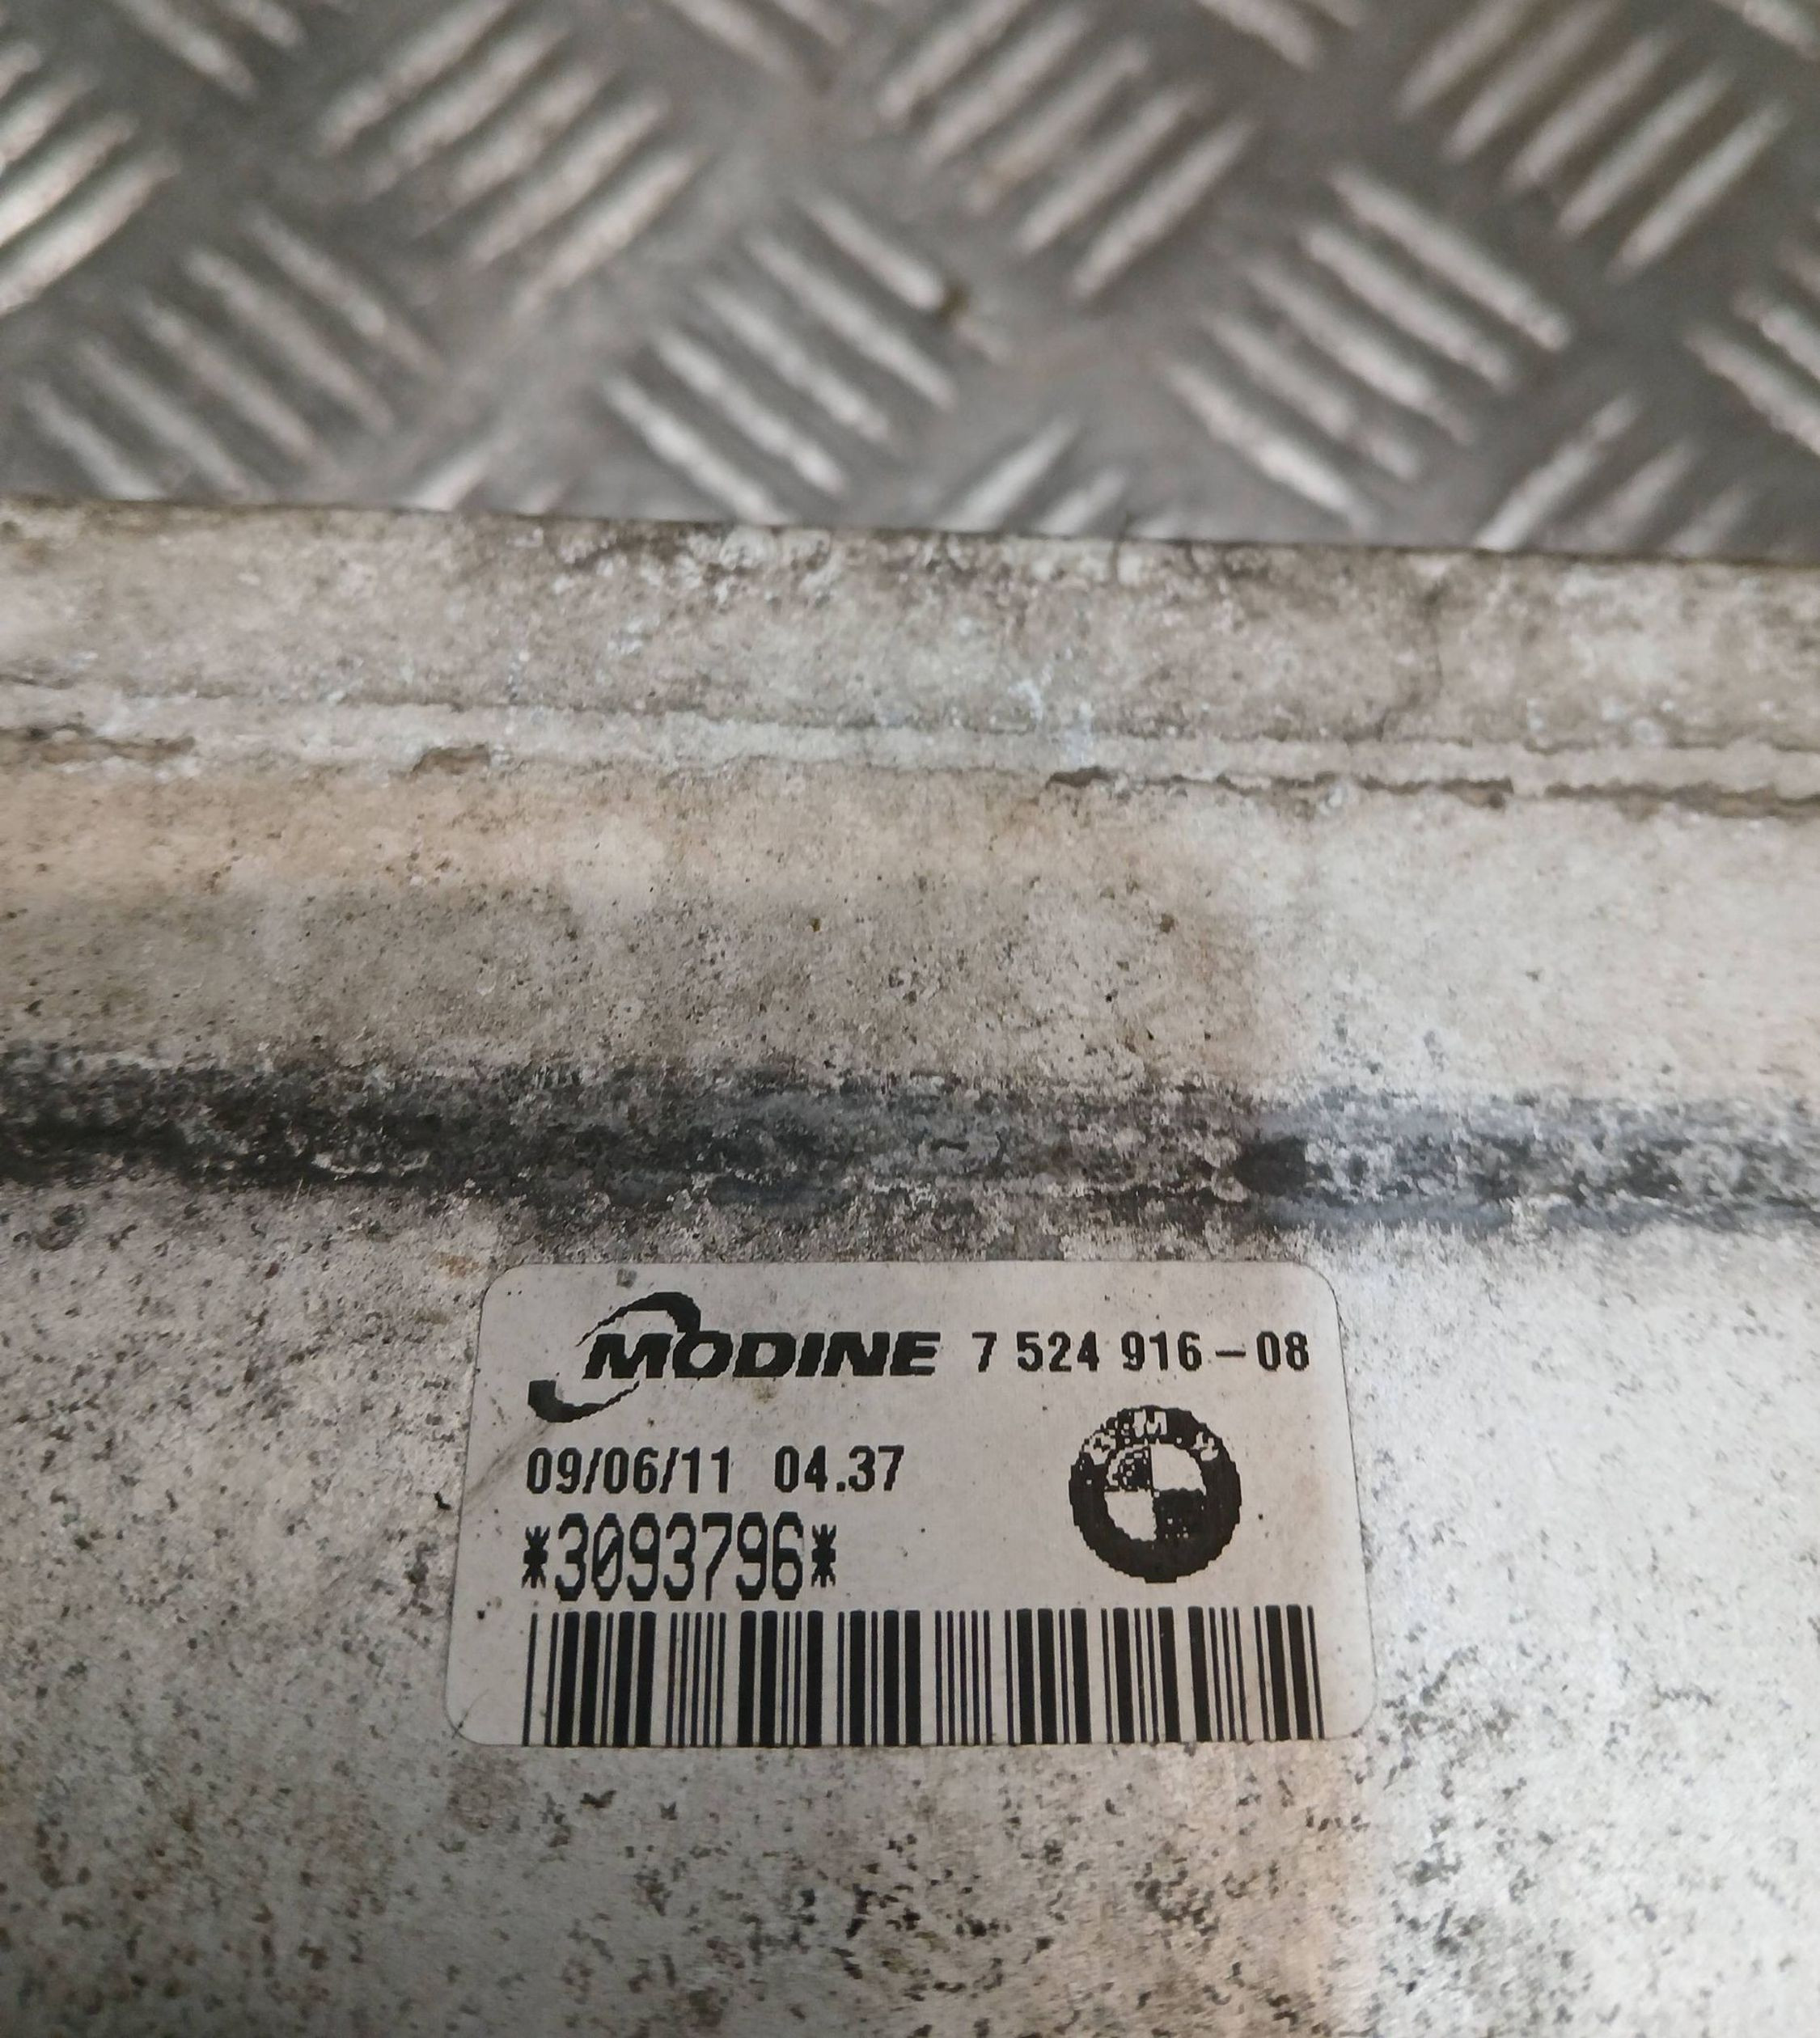 MODINE 7 524 916-08
09/06/11 04.37
B.M.W
*3093796*